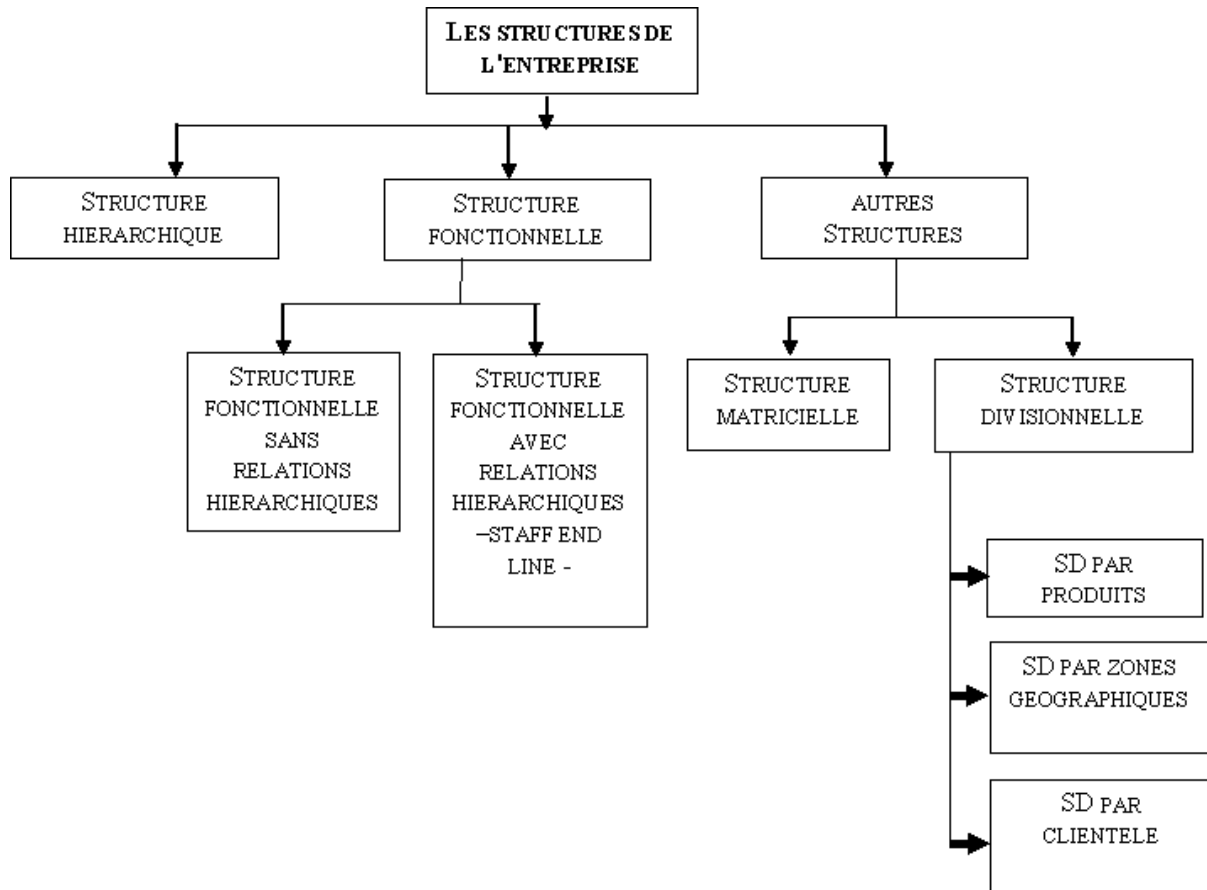 LES STRUCTURES DE
L'ENTREPRISE
STRUCTURE
HIERARCHIQUE
STRUCTURE
FONCTIONNELLE
AUTRES
STRUCTURES
STRUCTURE
FONCTIONNELLE
SANS
RELATIONS
HIERARCHIQUES
STRUCTURE
FONCTIONNELLE
AVEC
RELATIONS
HIERARCHIQUES
–STAFF END
LINE -
STRUCTURE
MATRICIELLE
STRUCTURE
DIVISIONNELLE
SD PAR
PRODUITS
SD PAR ZONES
GEOGRAPHIQUES
SD PAR
CLIENTELE